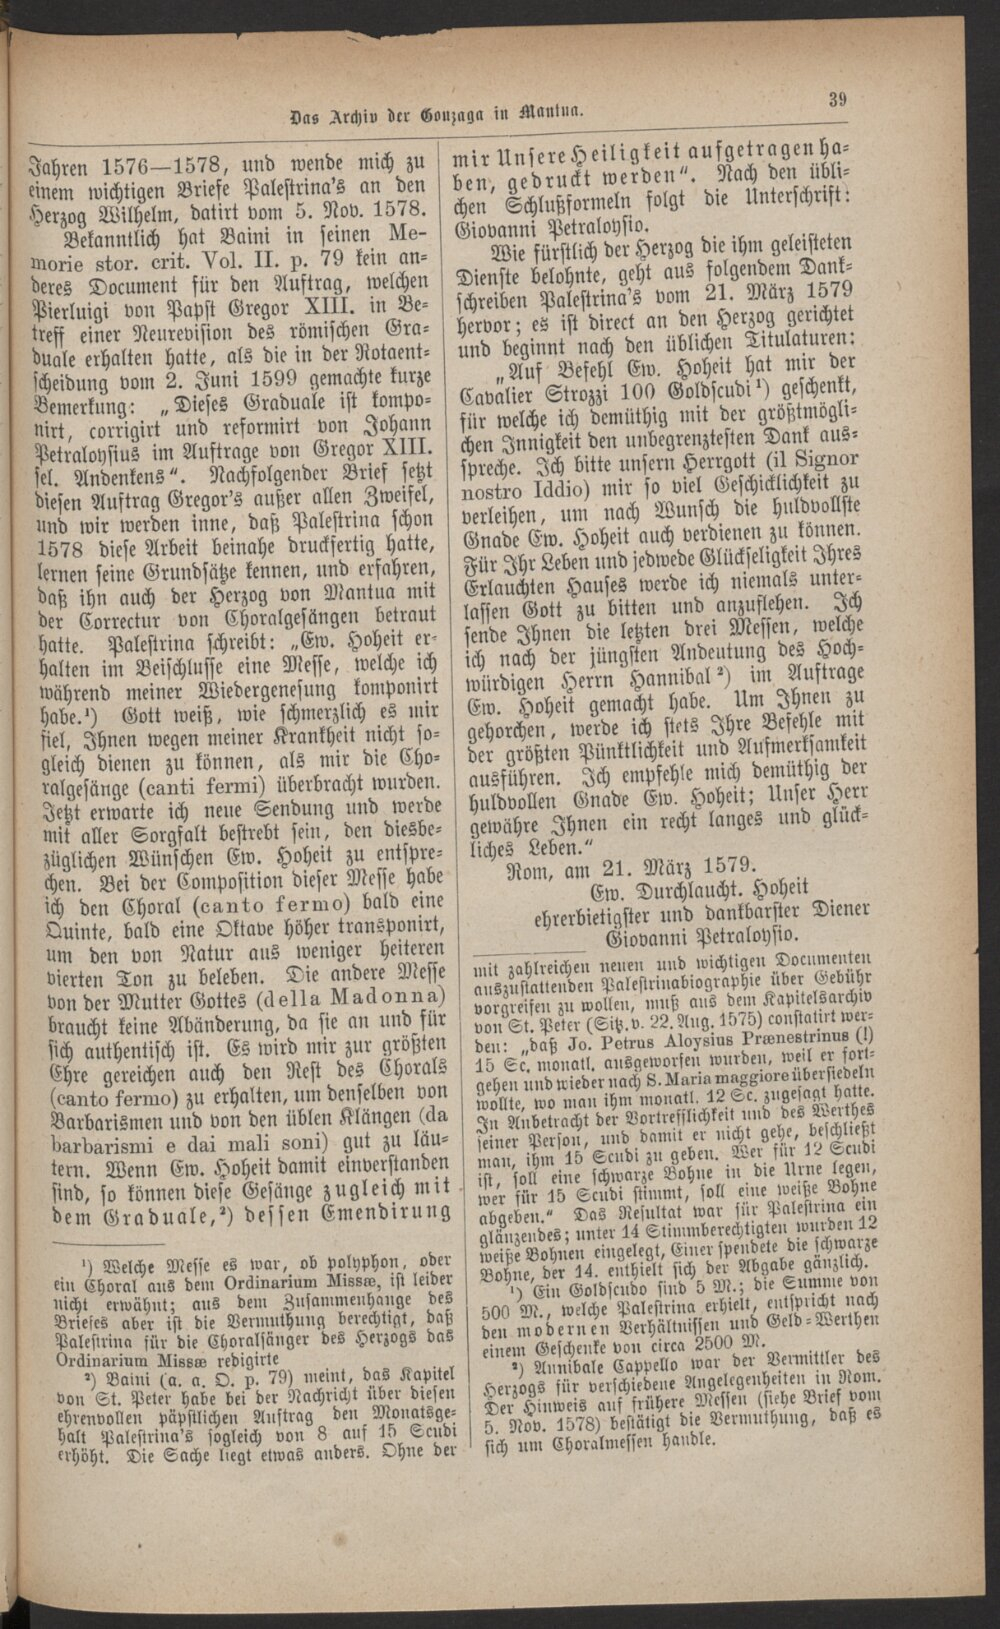 Das Archiv der Gonzaga in Mantua.
39
Jahren 1576—1578, und wende mich zu
einem wichtigen Briefe Palestrina's an den
Herzog Wilhelm, datirt vom 5. Nov. 1578.
Bekanntlich hat Baini in seinen Me-
morie stor. crit. Vol. II. p. 79 kein an-
deres Document für den Auftrag, welchen
Pierluigi von Papst Gregor XIII. in Be-
treff einer Neurevision des römischen Gra-
duale erhalten hatte, als die in der Rotaent-
scheidung vom 2. Juni 1599 gemachte kurze
Bemerkung: „Dieses Graduale ist kompo-
nirt, corrigirt und reformirt von Johann
Petraloysius im Auftrage von Gregor XIII.
sel. Andenkens". Nachfolgender Brief setzt
diesen Auftrag Gregor's außer allen Zweifel,
und wir werden inne, daß Palestrina schon
1578 diese Arbeit beinahe druckfertig hatte,
lernen seine Grundsätze kennen, und erfahren,
daß ihn auch der Herzog von Mantua mit
der Correctur von Choralgesängen betraut
hatte. Palestrina schreibt: „Ew. Hoheit er-
halten im Beischlusse eine Messe, welche ich
während meiner Wiedergenesung komponirt
habe.¹) Gott weiß, wie schmerzlich es mir
fiel, Ihnen wegen meiner Krankheit nicht so-
gleich dienen zu können, als mir die Cho-
ralgesänge (canti fermi) überbracht wurden.
Jetzt erwarte ich neue Sendung und werde
mit aller Sorgfalt bestrebt sein, den diesbe-
züglichen Wünschen Ew. Hoheit zu entspre-
chen. Bei der Composition dieser Messe habe
ich den Choral (canto fermo) bald eine
Quinte, bald eine Oktave höher transponirt,
um den von Natur aus weniger heiteren
vierten Ton zu beleben. Die andere Messe
von der Mutter Gottes (della Madonna)
braucht keine Abänderung, da sie an und für
sich authentisch ist. Es wird mir zur größten
Ehre gereichen auch den Rest des Chorals
(canto fermo) zu erhalten, um denselben von
Barbarismen und von den üblen Klängen (da
barbarismi e dai mali soni) gut zu läu-
tern. Wenn Ew. Hoheit damit einverstanden
sind, so können diese Gesänge zugleich mit
dem Graduale,²) dessen Emendirung
¹) Welche Messe es war, ob polyphon, oder
ein Choral aus dem Ordinarium Missæ, ist leider
nicht erwähnt; aus dem Zusammenhange des
Briefes aber ist die Vermuthung berechtigt, daß
Palestrina für die Choralsänger des Herzogs das
Ordinarium Missæ redigirte
²) Baini (a. a. O. p. 79) meint, das Kapitel
von St. Peter habe bei der Nachricht über diesen
ehrenvollen päpstlichen Auftrag den Monatsge-
halt Palestrina's sogleich von 8 auf 15 Scudi
erhöht. Die Sache liegt etwas anders. Ohne der
mir Unsere Heiligkeit aufgetragen ha-
ben, gedruckt werden". Nach den übli-
chen Schlußformeln folgt die Unterschrift:
Giovanni Petraloysio.
Wie fürstlich der Herzog die ihm geleisteten
Dienste belohnte, geht aus folgendem Dank-
schreiben Palestrina's vom 21. März 1579
hervor; es ist direct an den Herzog gerichtet
und beginnt nach den üblichen Titulaturen:
„Auf Befehl Ew. Hoheit hat mir der
Cavalier Strozzi 100 Goldscudi¹) geschenkt,
für welche ich demüthig mit der größtmögli-
chen Innigkeit den unbegrenztesten Dank aus-
spreche. Ich bitte unsern Herrgott (il Signor
nostro Iddio) mir so viel Geschicklichkeit zu
verleihen, um nach Wunsch die huldvollste
Gnade Ew. Hoheit auch verdienen zu können.
Für Ihr Leben und jedwede Glückseligkeit Ihres
Erlauchten Hauses werde ich niemals unter-
lassen Gott zu bitten und anzuflehen. Ich
sende Ihnen die letzten drei Messen, welche
ich nach der jüngsten Andeutung des Hoch-
würdigen Herrn Hannibal²) im Auftrage
Ew. Hoheit gemacht habe. Um Ihnen zu
gehorchen, werde ich stets Ihre Befehle mit
der größten Pünktlichkeit und Aufmerksamkeit
ausführen. Ich empfehle mich demüthig der
huldvollen Gnade Ew. Hoheit; Unser Herr
gewähre Ihnen ein recht langes und glück-
liches Leben."
Rom, am 21. März 1579.
Ew. Durchlaucht. Hoheit
ehrerbietigster und dankbarster Diener
Giovanni Petraloysio.
mit zahlreichen neuen und wichtigen Documenten
auszustattenden Palestrinabiographie über Gebühr
vorgreifen zu wollen, muß aus dem Kapitelsarchiv
von St. Peter (Sitz. v. 22. Aug. 1575) constatirt wer-
den: „daß Jo. Petrus Aloysius Prænestrinus (!)
15 Sc. monatl. ausgeworfen wurden, weil er fort-
gehen und wieder nach S. Maria maggiore übersiedeln
wollte, wo man ihm monatl. 12 Sc. zugesagt hatte.
In Anbetracht der Vortrefflichkeit und des Werthes
seiner Person, und damit er nicht gehe, beschließt
man, ihm 15 Scudi zu geben. Wer für 12 Scudi
ist, soll eine schwarze Bohne in die Urne legen,
wer für 15 Scudi stimmt, soll eine weiße Bohne
abgeben." Das Resultat war für Palestrina ein
glänzendes; unter 14 Stimmberechtigten wurden 12
weiße Bohnen eingelegt, Einer spendete die schwarze
Bohne, der 14. enthielt sich der Abgabe gänzlich.
¹) Ein Goldscudo sind 5 M.; die Summe von
500 M., welche Palestrina erhielt, entspricht nach
den modernen Verhältnissen und Geld-Werthen
einem Geschenke von circa 2500 M.
²) Annibale Cappello war der Vermittler des
Herzogs für verschiedene Angelegenheiten in Rom.
Der Hinweis auf frühere Messen (siehe Brief vom
5. Nov. 1578) bestätigt die Vermuthung, daß es
sich um Choralmessen handle.